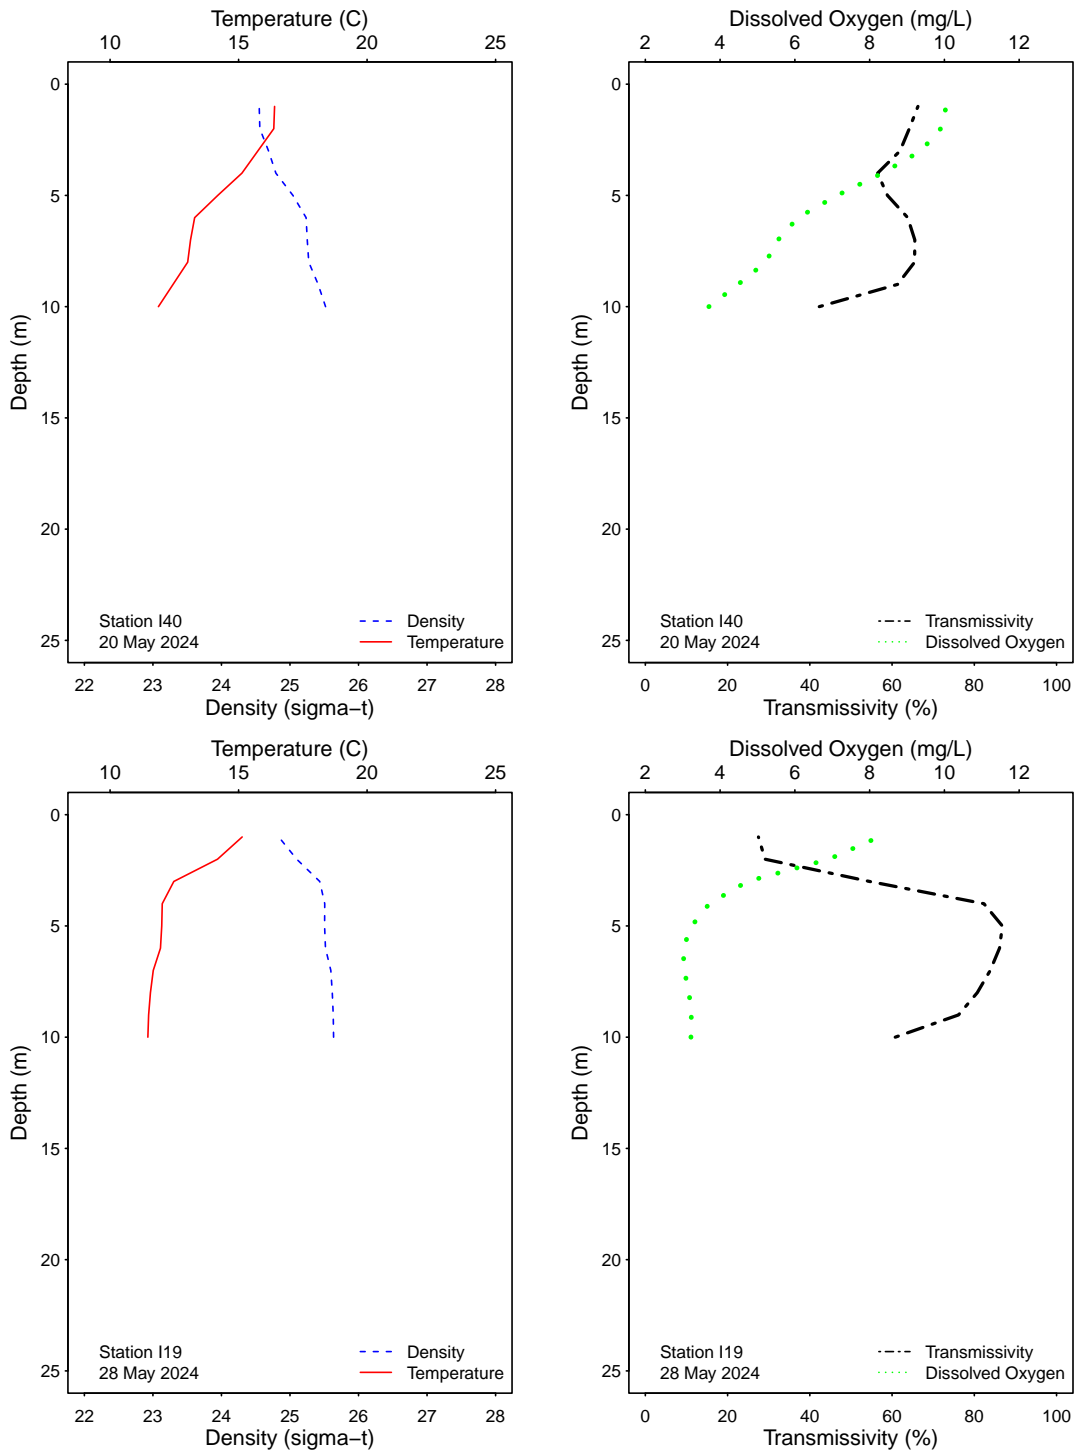 Temperature (C)
10 15 20 25
0
5
10
15
20
25
Depth (m)
Station I40
20 May 2024
Density
Temperature
22 23 24 25 26 27 28
Density (sigma−t)
Dissolved Oxygen (mg/L)
2 4 6 8 10 12
0
5
10
15
20
25
Depth (m)
Station I40
20 May 2024
Transmissivity
Dissolved Oxygen
0 20 40 60 80 100
Transmissivity (%)
Temperature (C)
10 15 20 25
0
5
10
15
20
25
Depth (m)
Station I19
28 May 2024
Density
Temperature
22 23 24 25 26 27 28
Density (sigma−t)
Dissolved Oxygen (mg/L)
2 4 6 8 10 12
0
5
10
15
20
25
Depth (m)
Station I19
28 May 2024
Transmissivity
Dissolved Oxygen
0 20 40 60 80 100
Transmissivity (%)